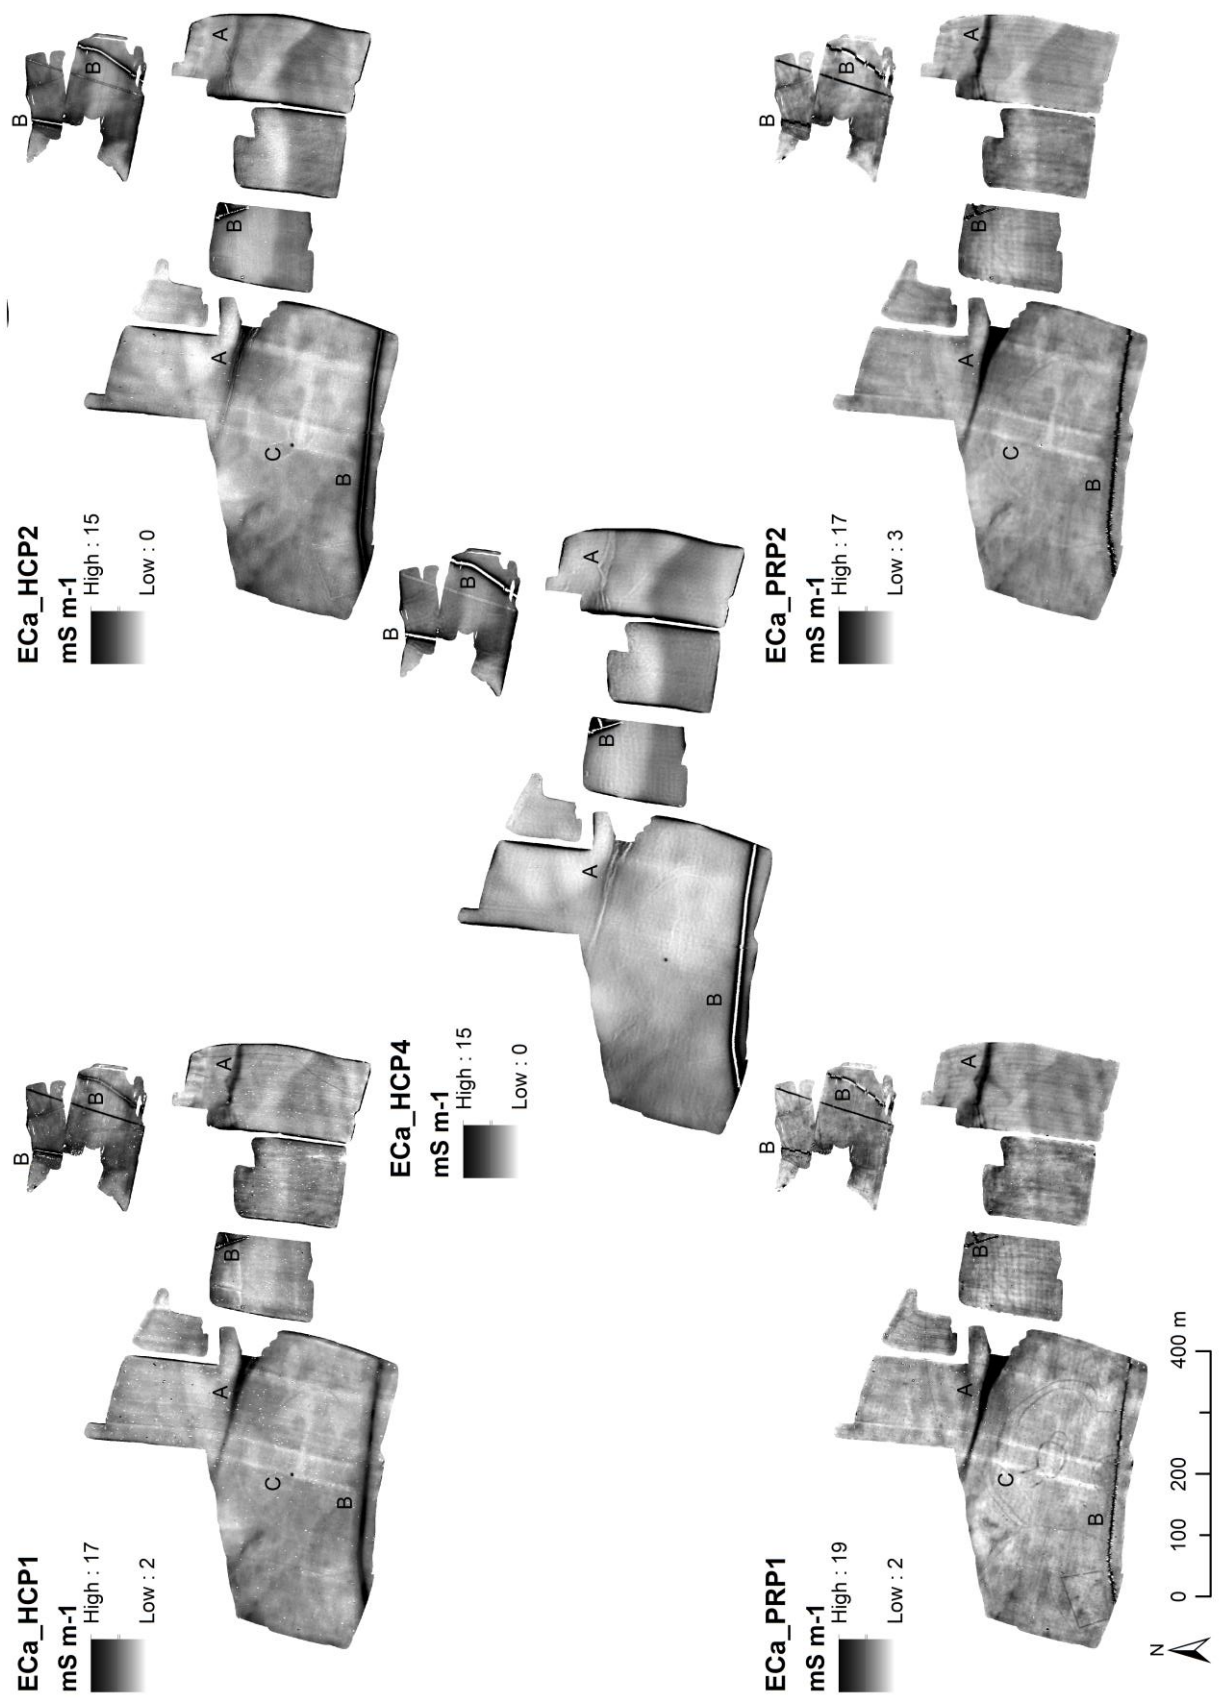 ECa_HCP1
mS m-1
High : 17
Low : 2
B
B
A
A
B
C
B
ECa_HCP2
mS m-1
High : 15
Low : 0
B
B
A
A
B
C
B
ECa_HCP4
mS m-1
High : 15
Low : 0
B
B
A
A
B
B
ECa_PRP1
mS m-1
High : 19
Low : 2
B
B
A
A
B
C
B
ECa_PRP2
mS m-1
High : 17
Low : 3
B
B
A
A
B
C
B
N
0 100 200 400 m